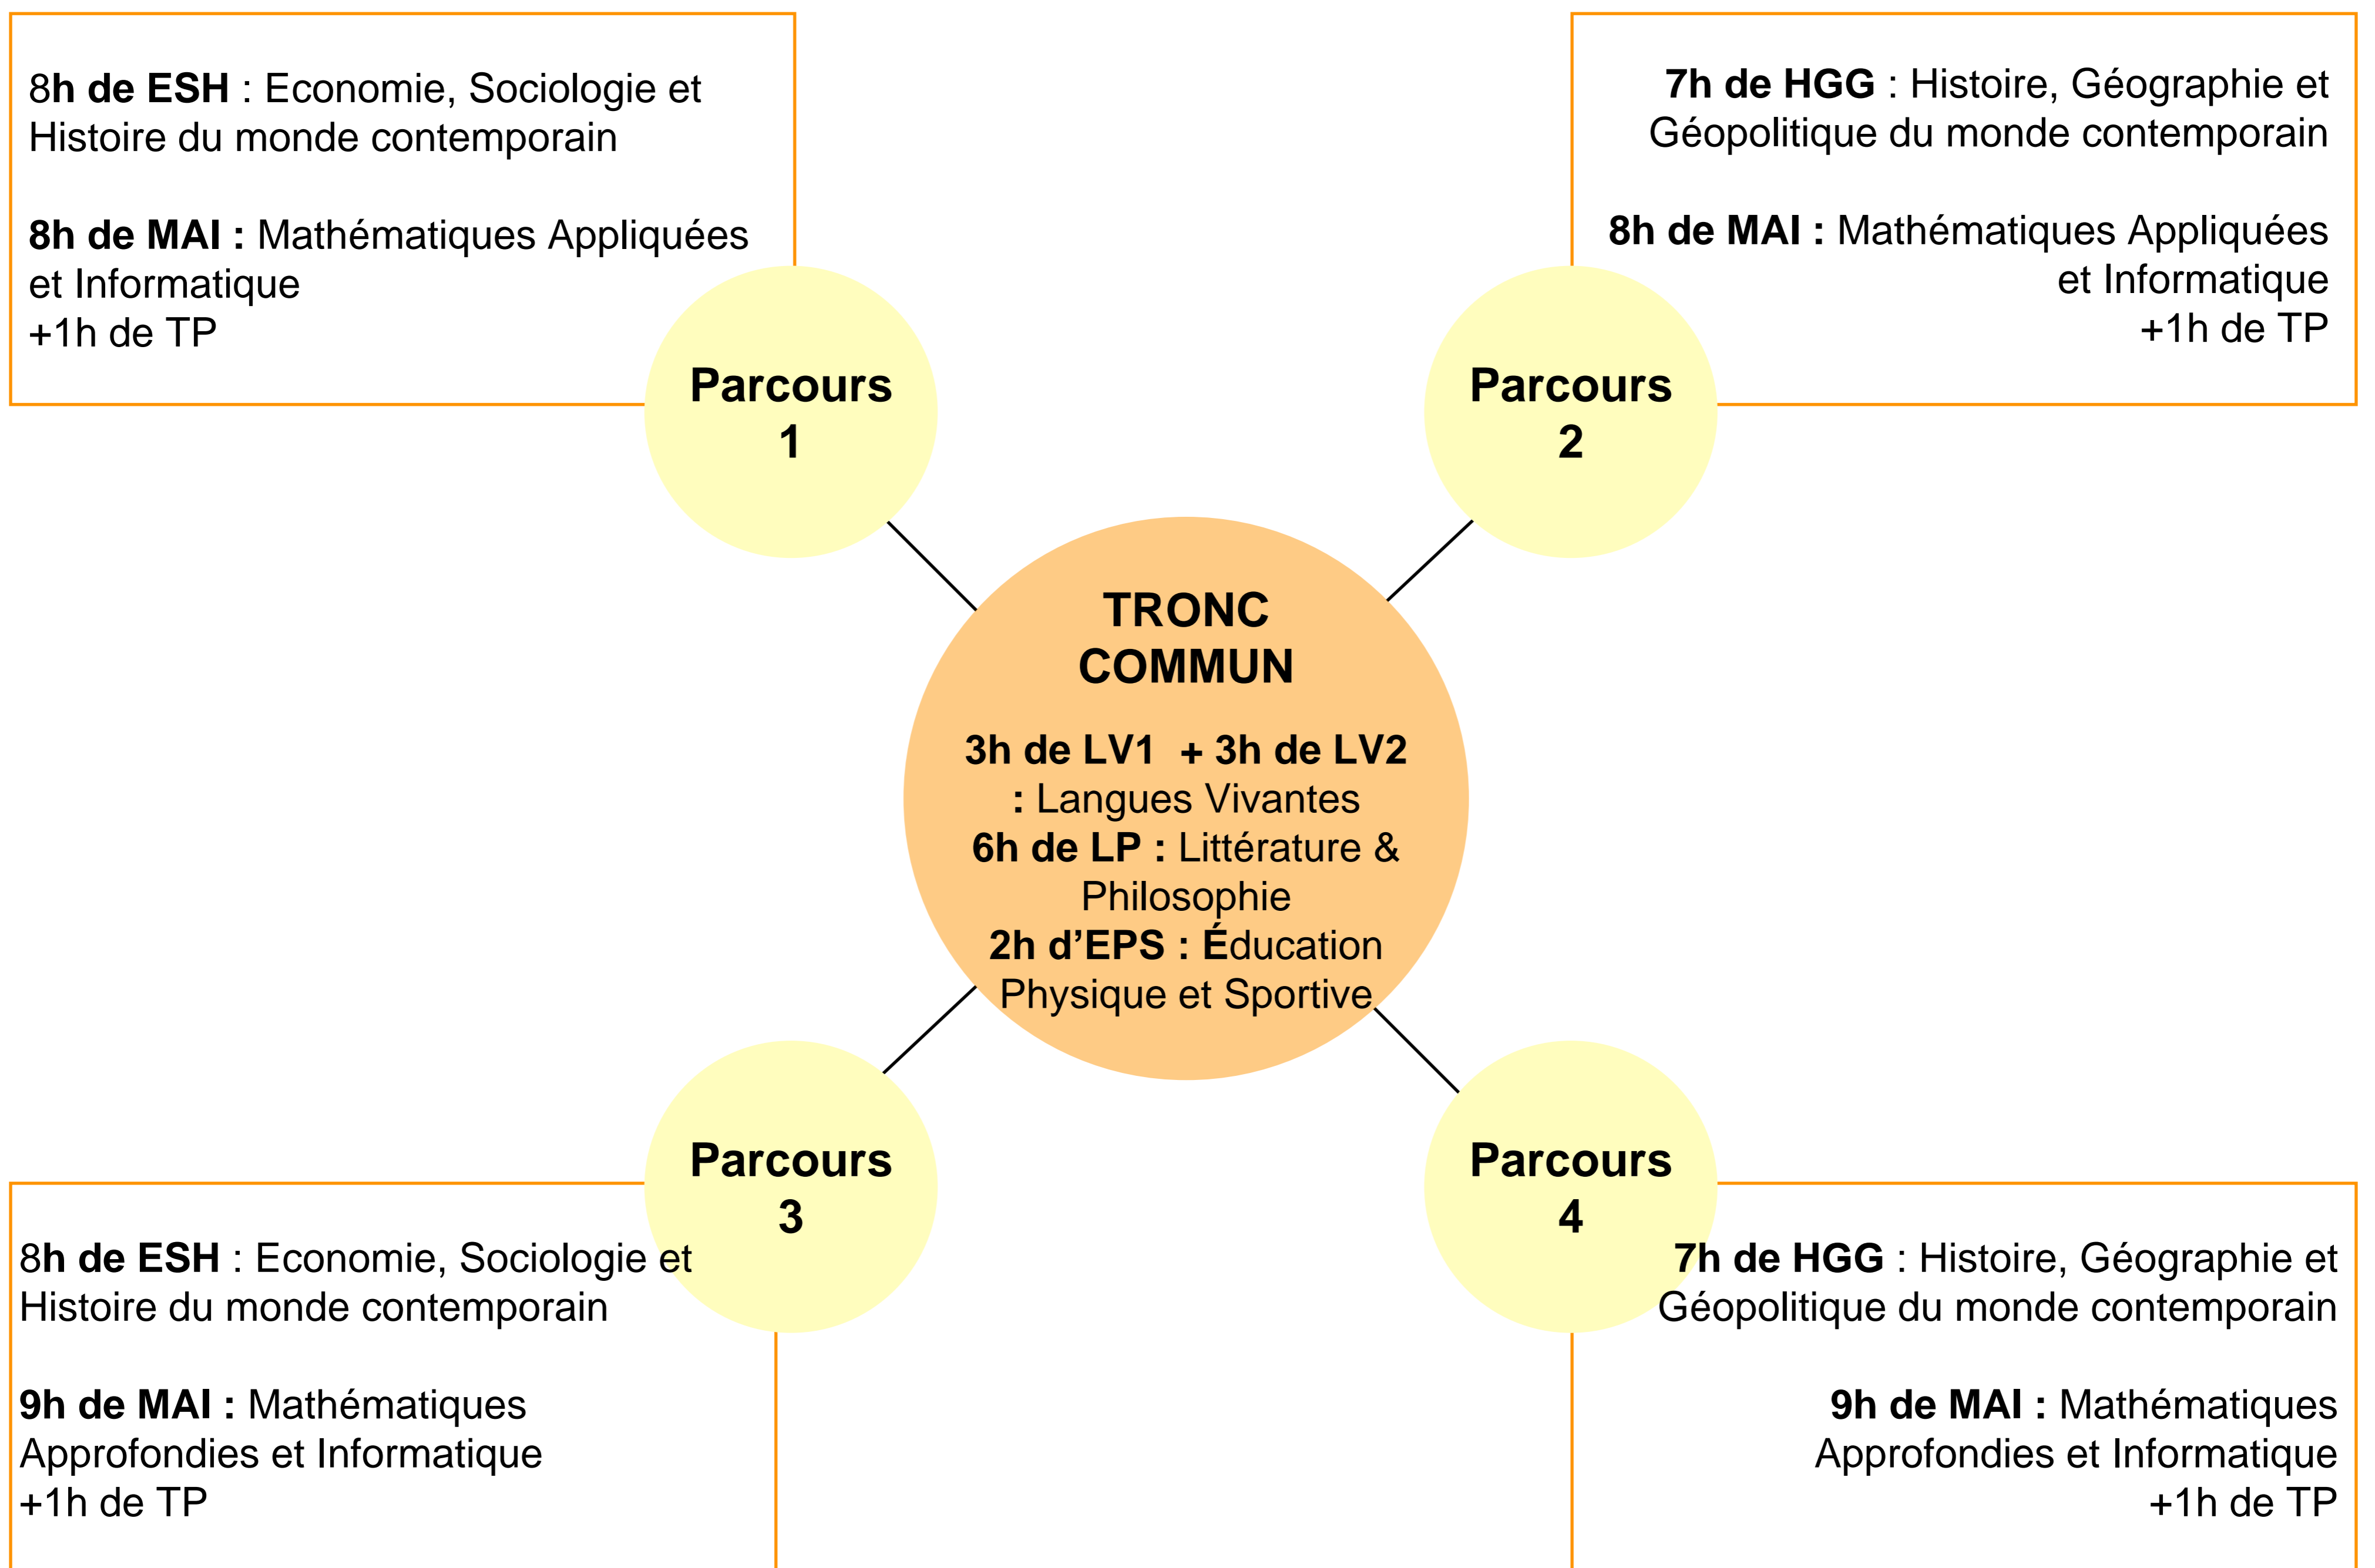 8h de ESH : Economie, Sociologie et
Histoire du monde contemporain
8h de MAI : Mathématiques Appliquées
et Informatique
+1h de TP
Parcours
1
7h de HGG : Histoire, Géographie et
Géopolitique du monde contemporain
8h de MAI : Mathématiques Appliquées
et Informatique
+1h de TP
Parcours
2
TRONC
COMMUN
3h de LV1 + 3h de LV2
: Langues Vivantes
6h de LP : Littérature &
Philosophie
2h d’EPS : Éducation
Physique et Sportive
Parcours
3
8h de ESH : Economie, Sociologie et
Histoire du monde contemporain
9h de MAI : Mathématiques
Approfondies et Informatique
+1h de TP
Parcours
4
7h de HGG : Histoire, Géographie et
Géopolitique du monde contemporain
9h de MAI : Mathématiques
Approfondies et Informatique
+1h de TP